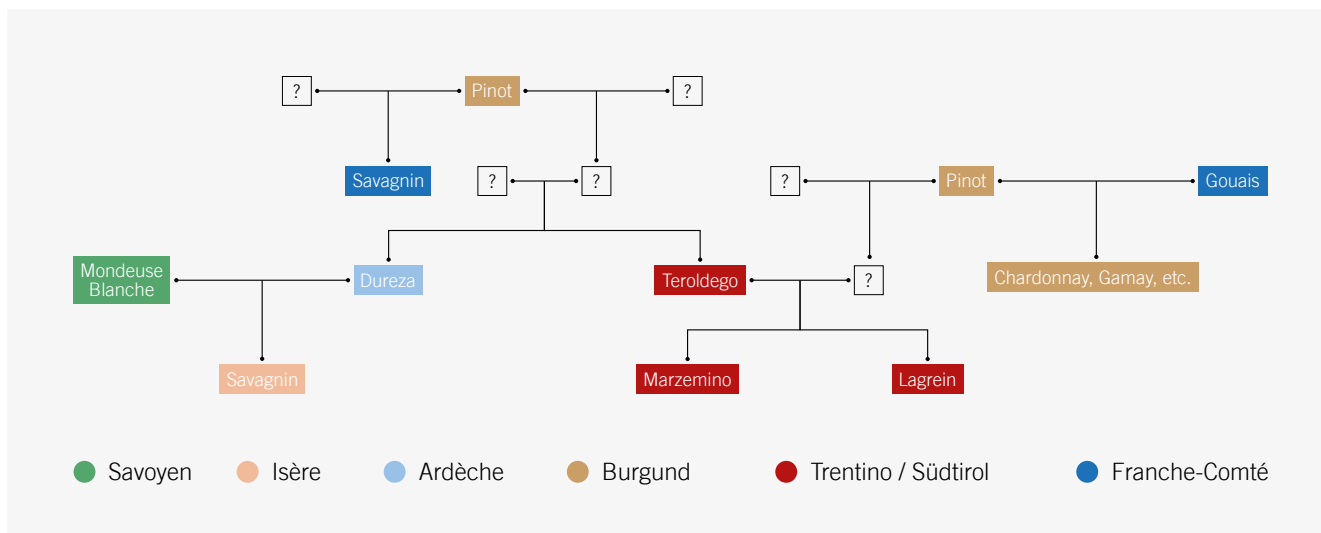 ?
Pinot
?
Savagnin
?
?
?
Pinot
Gouais
Mondeuse
Blanche
Dureza
Teroldego
?
Chardonnay, Gamay, etc.
Savagnin
Marzemino
Lagrein
Savoyen
Isère
Ardèche
Burgund
Trentino / Südtirol
Franche-Comté